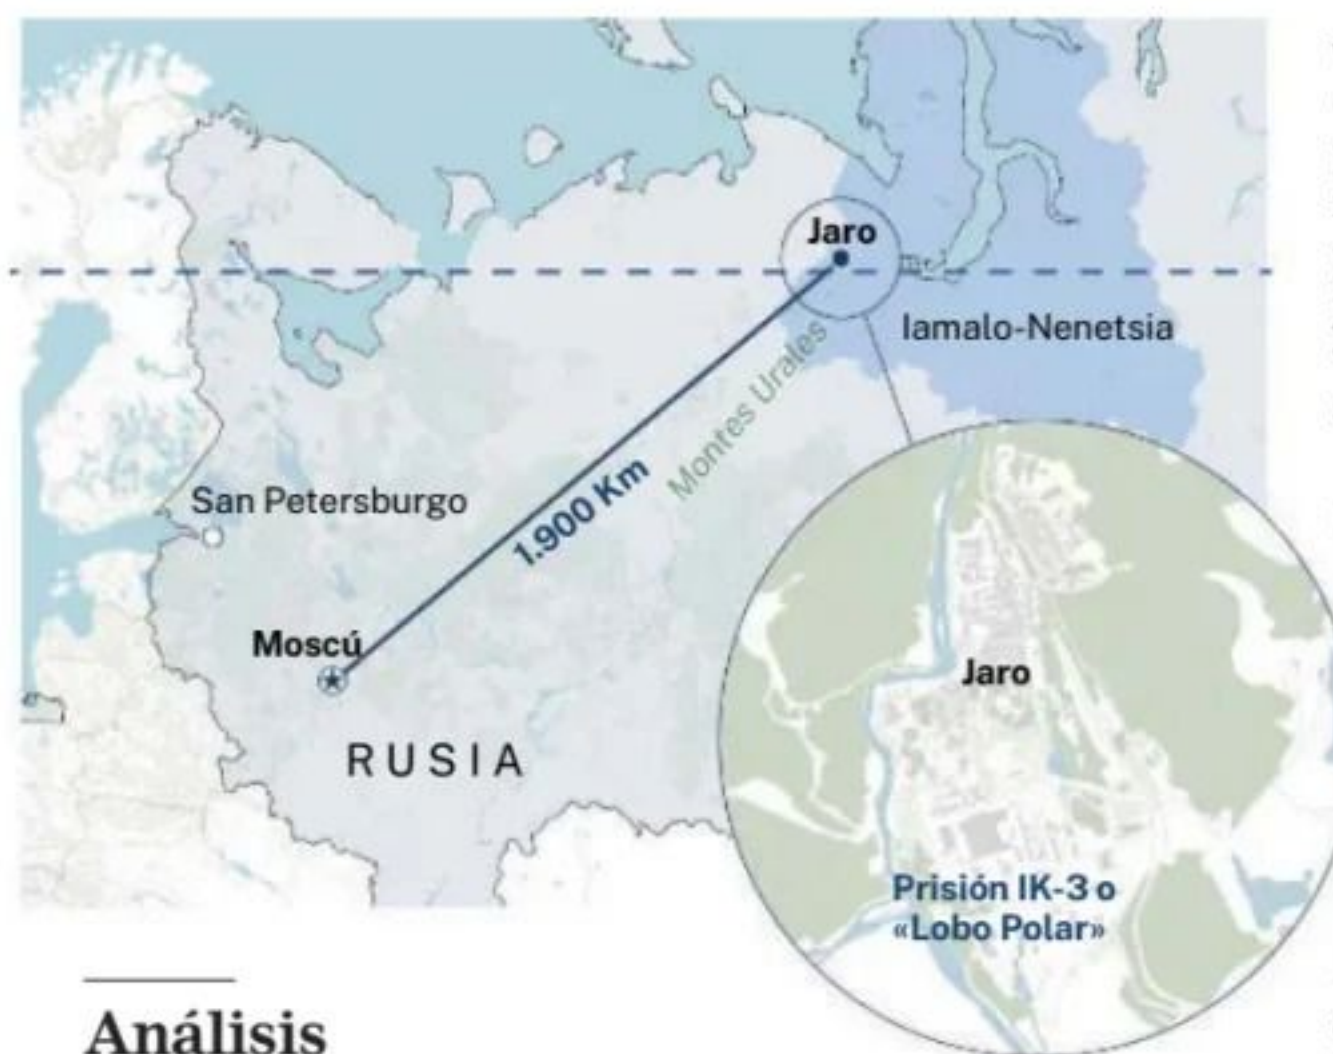 Jaro
Iamalo-Nenetsia
Montes Urales
1.900 Km
San Petersburgo
Moscú
RUSIA
Jaro
Prisión IK-3 o
«Lobo Polar»
Análisis